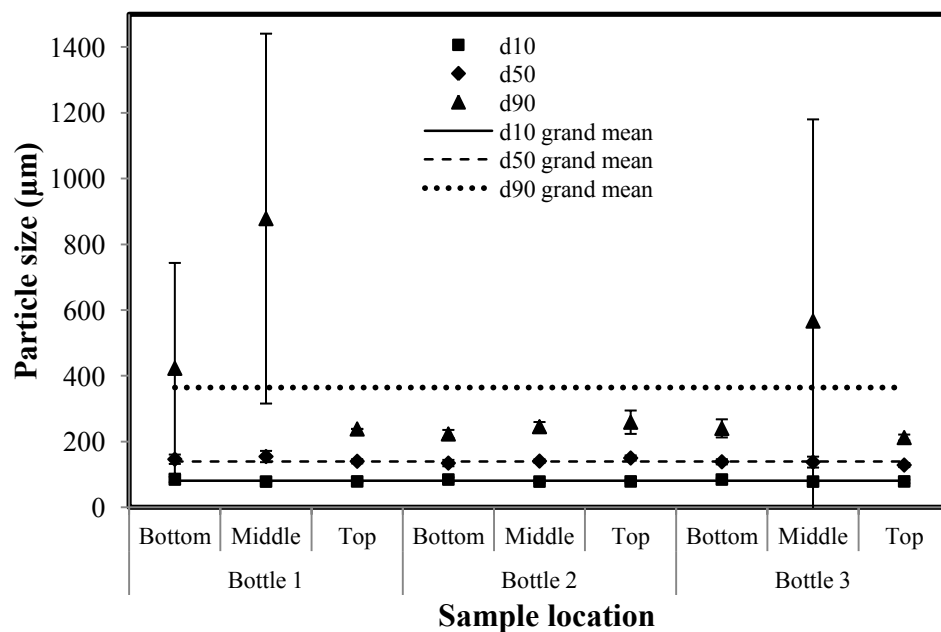 1400
1200
1000
800
600
400
200
0
Particle size (μm)
d10
d50
d90
d10 grand mean
d50 grand mean
d90 grand mean
Bottom Middle Top Bottom Middle Top Bottom Middle Top
Bottle 1 Bottle 2 Bottle 3
Sample location